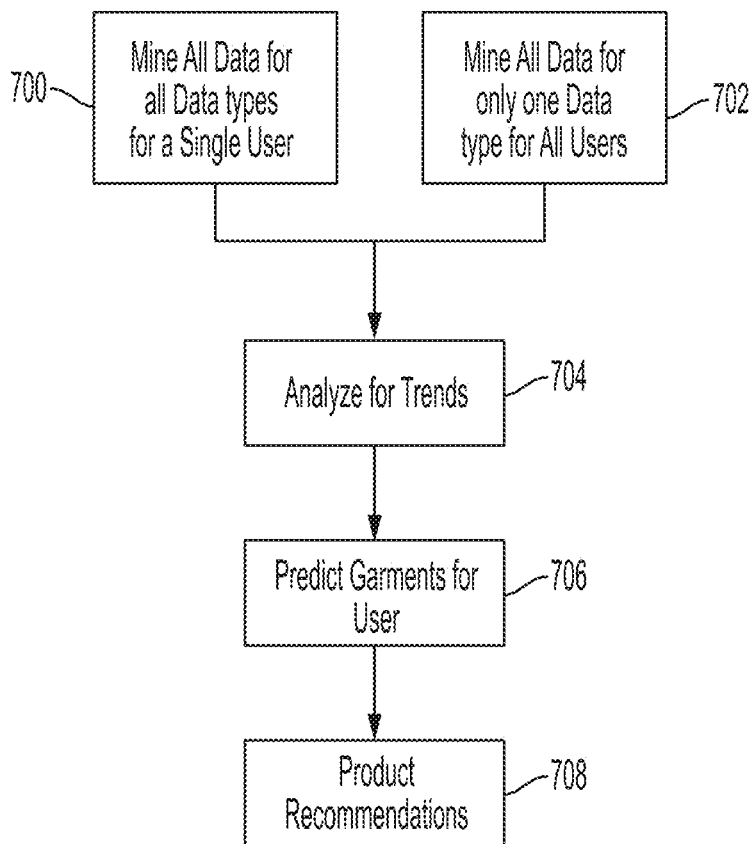 700
Mine All Data for
all Data types
for a Single User
Mine All Data for
only one Data
type for All Users
702
Analyze for Trends
704
Predict Garments for
User
706
Product
Recommendations
708